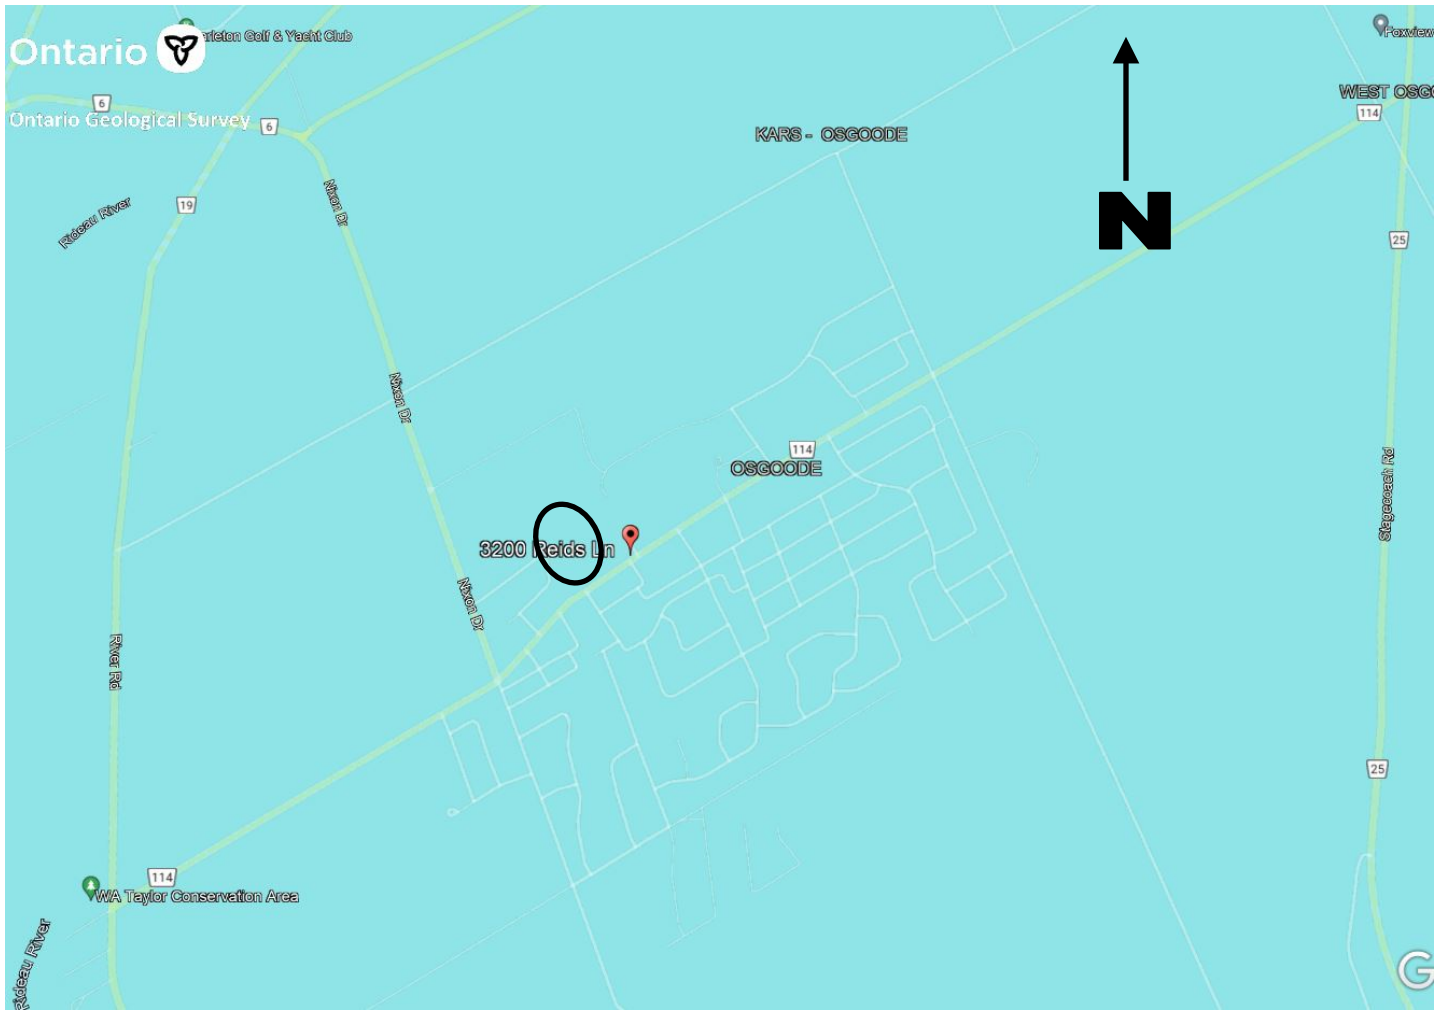 Ontario
arleton Golf & Yacht Club
Foxview
6
WEST OSGO
Ontario Geological Survey
6
114
KARS - OSGOODE
N
Nixon Dr
19
Rideau River
25
Nixon Dr
114
OSGOODE
Stagecoach Rd
3200 Reids Ln
Nixon Dr
River Rd
25
114
WA Taylor Conservation Area
Rideau River
G